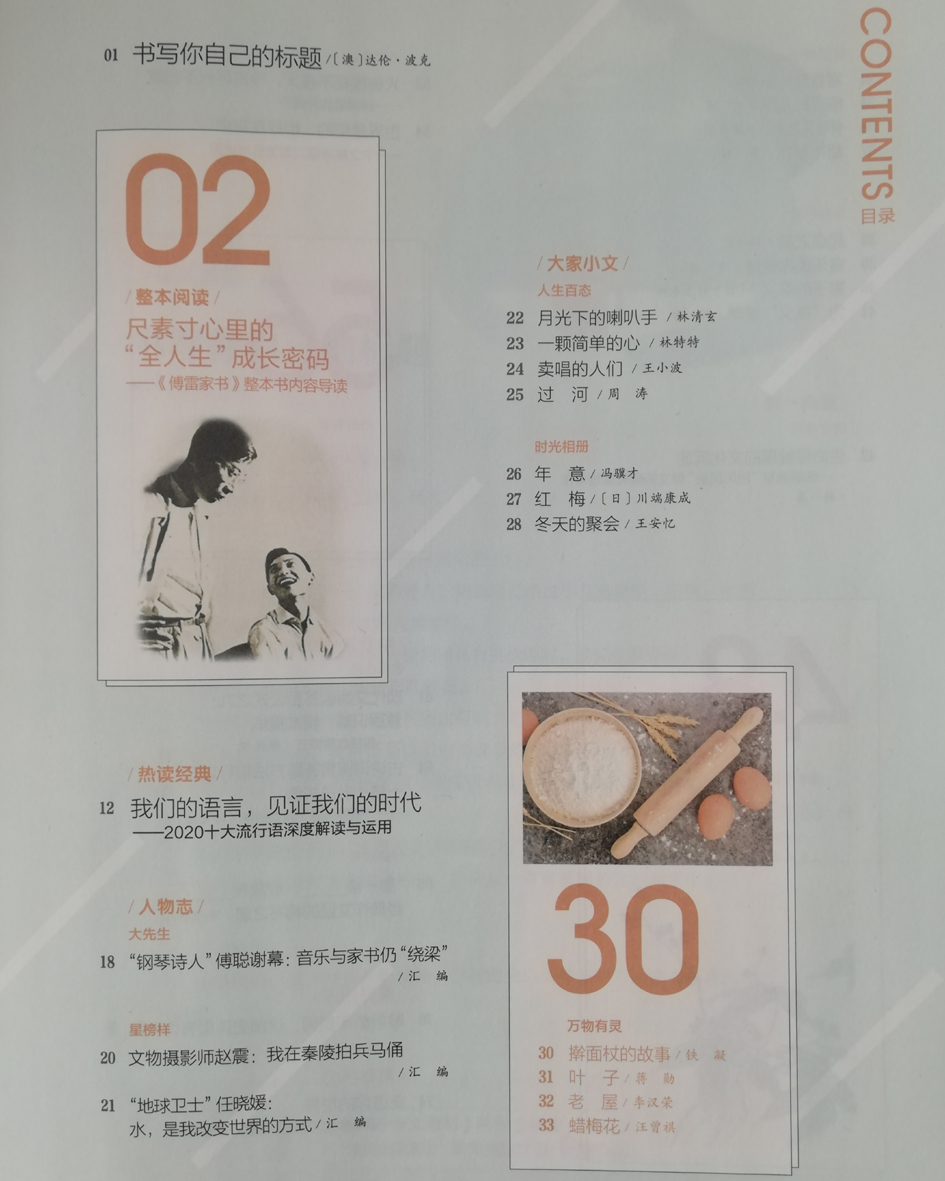 CONTENTS
目录
01 书写你自己的标题/〔澳〕达伦·波克
02
/整本阅读/
尺素寸心里的
“全人生”成长密码
——《傅雷家书》整本书内容导读
/热读经典/
12 我们的语言，见证我们的时代
——2020十大流行语深度解读与运用
/人物志/
大先生
18 “钢琴诗人”傅聪谢幕：音乐与家书仍“绕梁”
/汇 编
星榜样
20 文物摄影师赵震：我在秦陵拍兵马俑
/汇 编
21 “地球卫士”任晓媛：
水，是我改变世界的方式/汇 编
/大家小文/
人生百态
22 月光下的喇叭手/林清玄
23 一颗简单的心/林特特
24 卖唱的人们/王小波
25 过 河/周 涛
时光相册
26 年 意/冯骥才
27 红 梅/〔日〕川端康成
28 冬天的聚会/王安忆
30
万物有灵
30 擀面杖的故事/铁 凝
31 叶 子/蒋 勋
32 老 屋/李汉荣
33 蜡梅花/汪曾祺